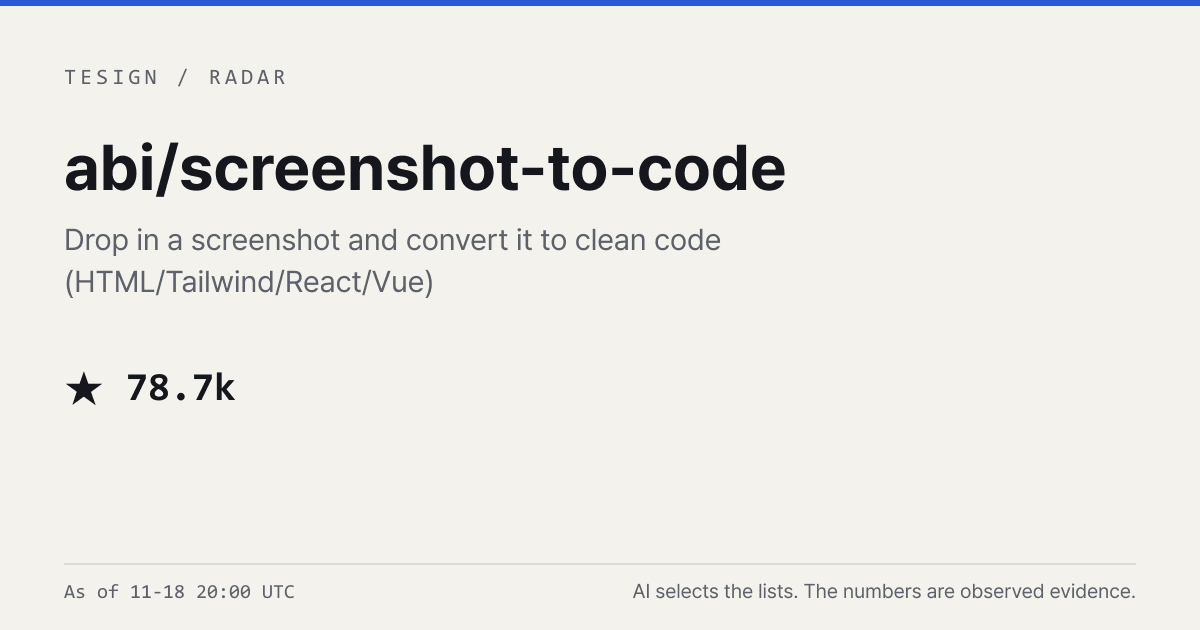 TESIGN / RADAR
abi/screenshot-to-code
Drop in a screenshot and convert it to clean code
(HTML/Tailwind/React/Vue)
★ 78.7k
As of 11-18 20:00 UTC
AI selects the lists. The numbers are observed evidence.